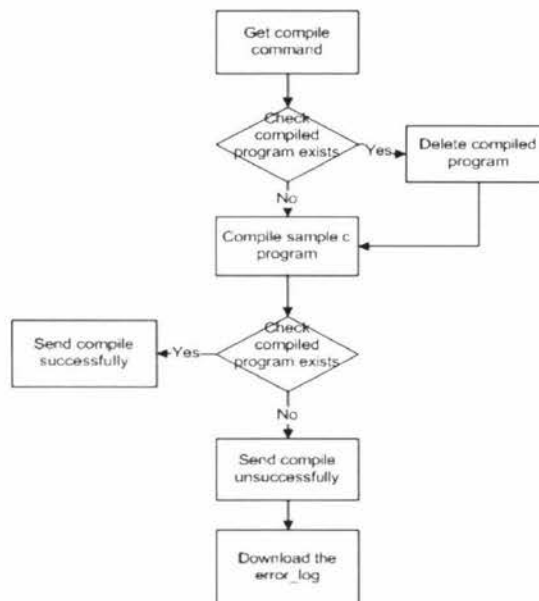 Get compile
command
Check
compiled
program exists
Yes
Delete compiled
program
No
Compile sample c
program
Check
compiled
program exists
Yes
Send compile
successfully
No
Send compile
unsuccessfully
Download the
error_log